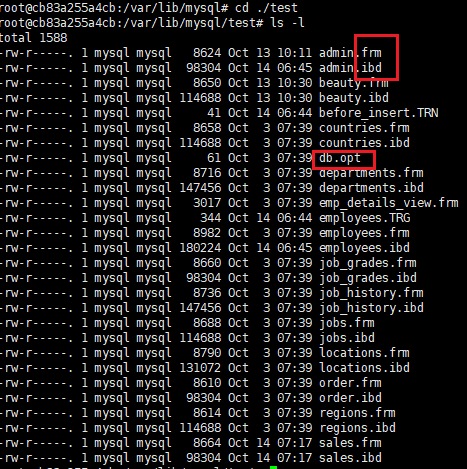 root@cb83a255a4cb:/var/lib/mysql# cd ./test
root@cb83a255a4cb:/var/lib/mysql/test# ls -l
total 1588
-rw-r-----. 1 mysql mysql   8624 Oct 13 10:11 admin.frm
-rw-r-----. 1 mysql mysql  98304 Oct 14 06:45 admin.ibd
-rw-r-----. 1 mysql mysql   8650 Oct 13 10:30 beauty.frm
-rw-r-----. 1 mysql mysql 114688 Oct 13 10:30 beauty.ibd
-rw-r-----. 1 mysql mysql     41 Oct 14 06:44 before_insert.TRN
-rw-r-----. 1 mysql mysql   8658 Oct  3 07:39 countries.frm
-rw-r-----. 1 mysql mysql 114688 Oct  3 07:39 countries.ibd
-rw-r-----. 1 mysql mysql     61 Oct  3 07:39 db.opt
-rw-r-----. 1 mysql mysql   8716 Oct  3 07:39 departments.frm
-rw-r-----. 1 mysql mysql 147456 Oct  3 07:39 departments.ibd
-rw-r-----. 1 mysql mysql   3017 Oct  3 07:39 emp_details_view.frm
-rw-r-----. 1 mysql mysql    344 Oct 14 06:44 employees.TRG
-rw-r-----. 1 mysql mysql   8982 Oct  3 07:39 employees.frm
-rw-r-----. 1 mysql mysql 180224 Oct 14 06:45 employees.ibd
-rw-r-----. 1 mysql mysql   8660 Oct  3 07:39 job_grades.frm
-rw-r-----. 1 mysql mysql  98304 Oct  3 07:39 job_grades.ibd
-rw-r-----. 1 mysql mysql   8736 Oct  3 07:39 job_history.frm
-rw-r-----. 1 mysql mysql 147456 Oct  3 07:39 job_history.ibd
-rw-r-----. 1 mysql mysql   8688 Oct  3 07:39 jobs.frm
-rw-r-----. 1 mysql mysql 114688 Oct  3 07:39 jobs.ibd
-rw-r-----. 1 mysql mysql   8790 Oct  3 07:39 locations.frm
-rw-r-----. 1 mysql mysql 131072 Oct  3 07:39 locations.ibd
-rw-r-----. 1 mysql mysql   8610 Oct  3 07:39 order.frm
-rw-r-----. 1 mysql mysql  98304 Oct  3 07:39 order.ibd
-rw-r-----. 1 mysql mysql   8614 Oct  3 07:39 regions.frm
-rw-r-----. 1 mysql mysql 114688 Oct  3 07:39 regions.ibd
-rw-r-----. 1 mysql mysql   8664 Oct 14 07:17 sales.frm
-rw-r-----. 1 mysql mysql  98304 Oct 14 07:17 sales.ibd